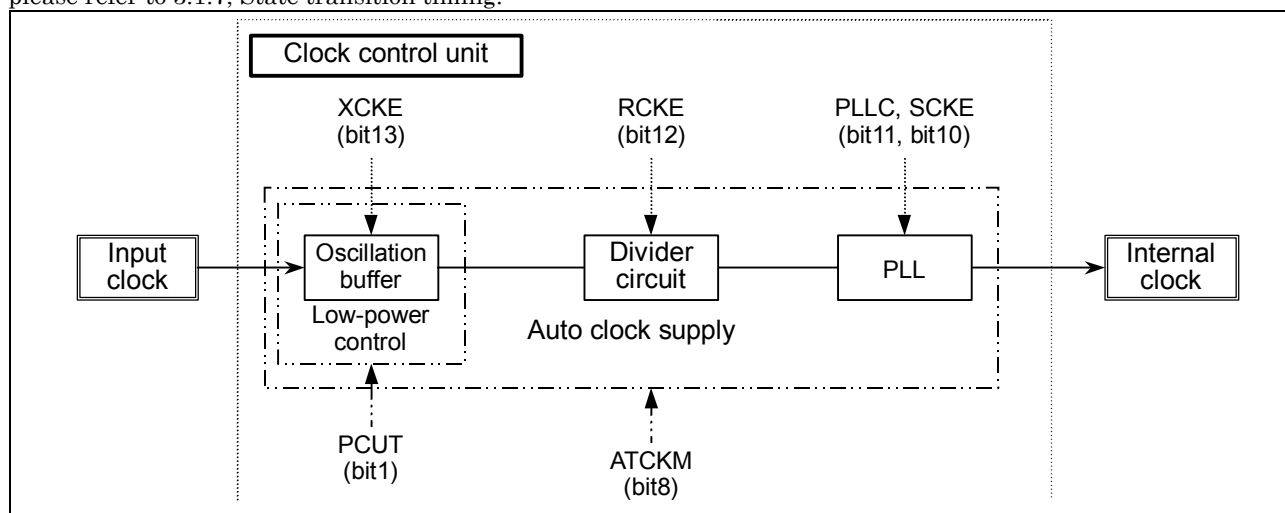 please refer to 3.1.7, State transition timing.
Clock control unit
XCKE
(bit13)
RCKE
(bit12)
PLLC, SCKE
(bit11, bit10)
Input
clock
Oscillation
buffer
Divider
circuit
PLL
Internal
clock
Low-power
control
Auto clock supply
PCUT
(bit1)
ATCKM
(bit8)